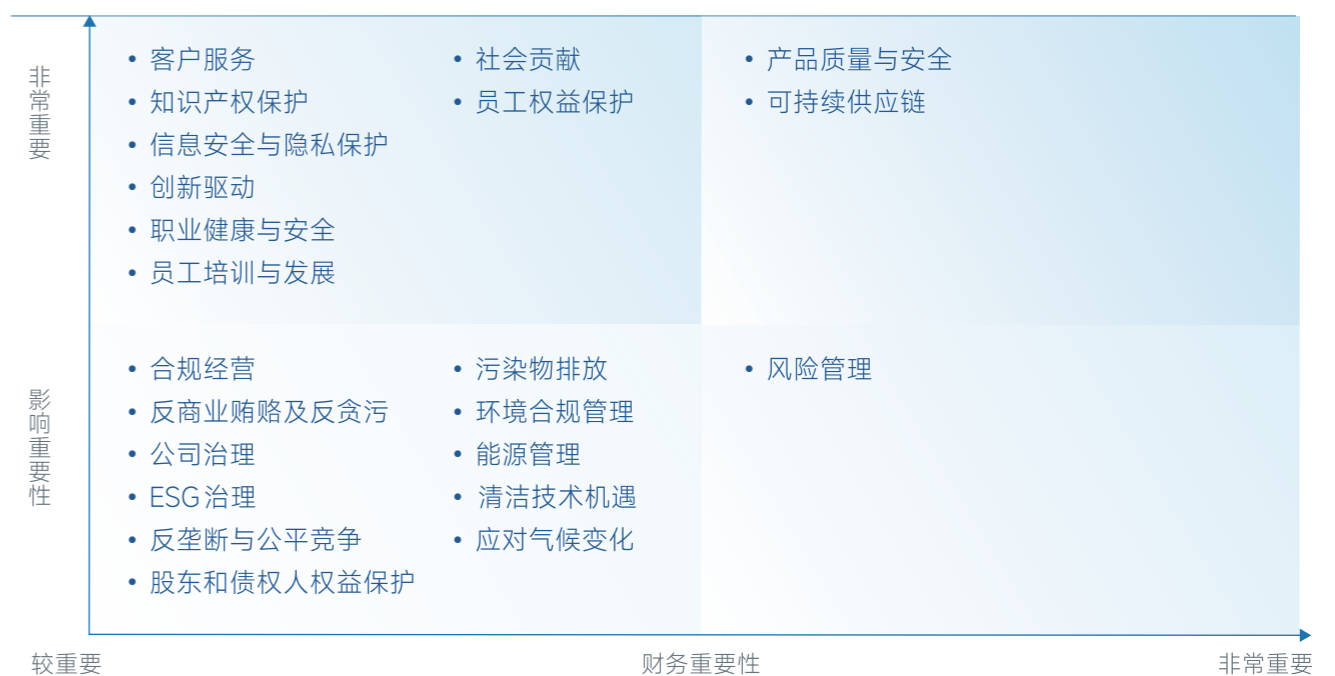 非常重要
• 客户服务
• 知识产权保护
• 信息安全与隐私保护
• 创新驱动
• 职业健康与安全
• 员工培训与发展
• 社会贡献
• 员工权益保护
• 产品质量与安全
• 可持续供应链
影响重要性
• 合规经营
• 反商业贿赂及反贪污
• 公司治理
• ESG治理
• 反垄断与公平竞争
• 股东和债权人权益保护
• 污染物排放
• 环境合规管理
• 能源管理
• 清洁技术机遇
• 应对气候变化
• 风险管理
较重要
财务重要性
非常重要